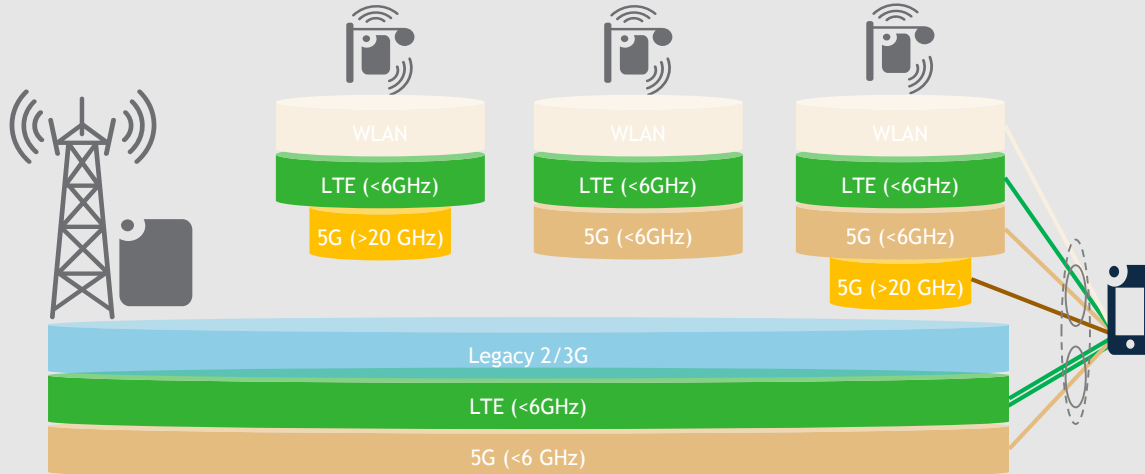 WLAN
LTE (<6GHz)
5G (>20 GHz)
WLAN
LTE (<6GHz)
5G (<6GHz)
WLAN
LTE (<6GHz)
5G (<6GHz)
5G (>20 GHz)
Legacy 2/3G
LTE (<6GHz)
5G (<6 GHz)